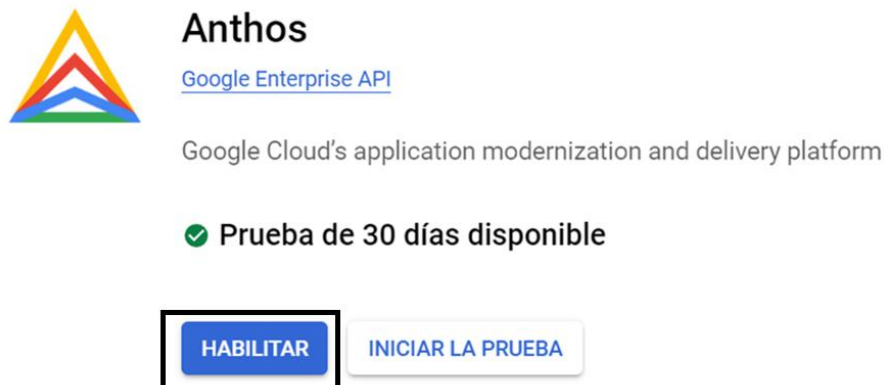 Anthos
Google Enterprise API
Google Cloud's application modernization and delivery platform
Prueba de 30 días disponible
HABILITAR INICIAR LA PRUEBA